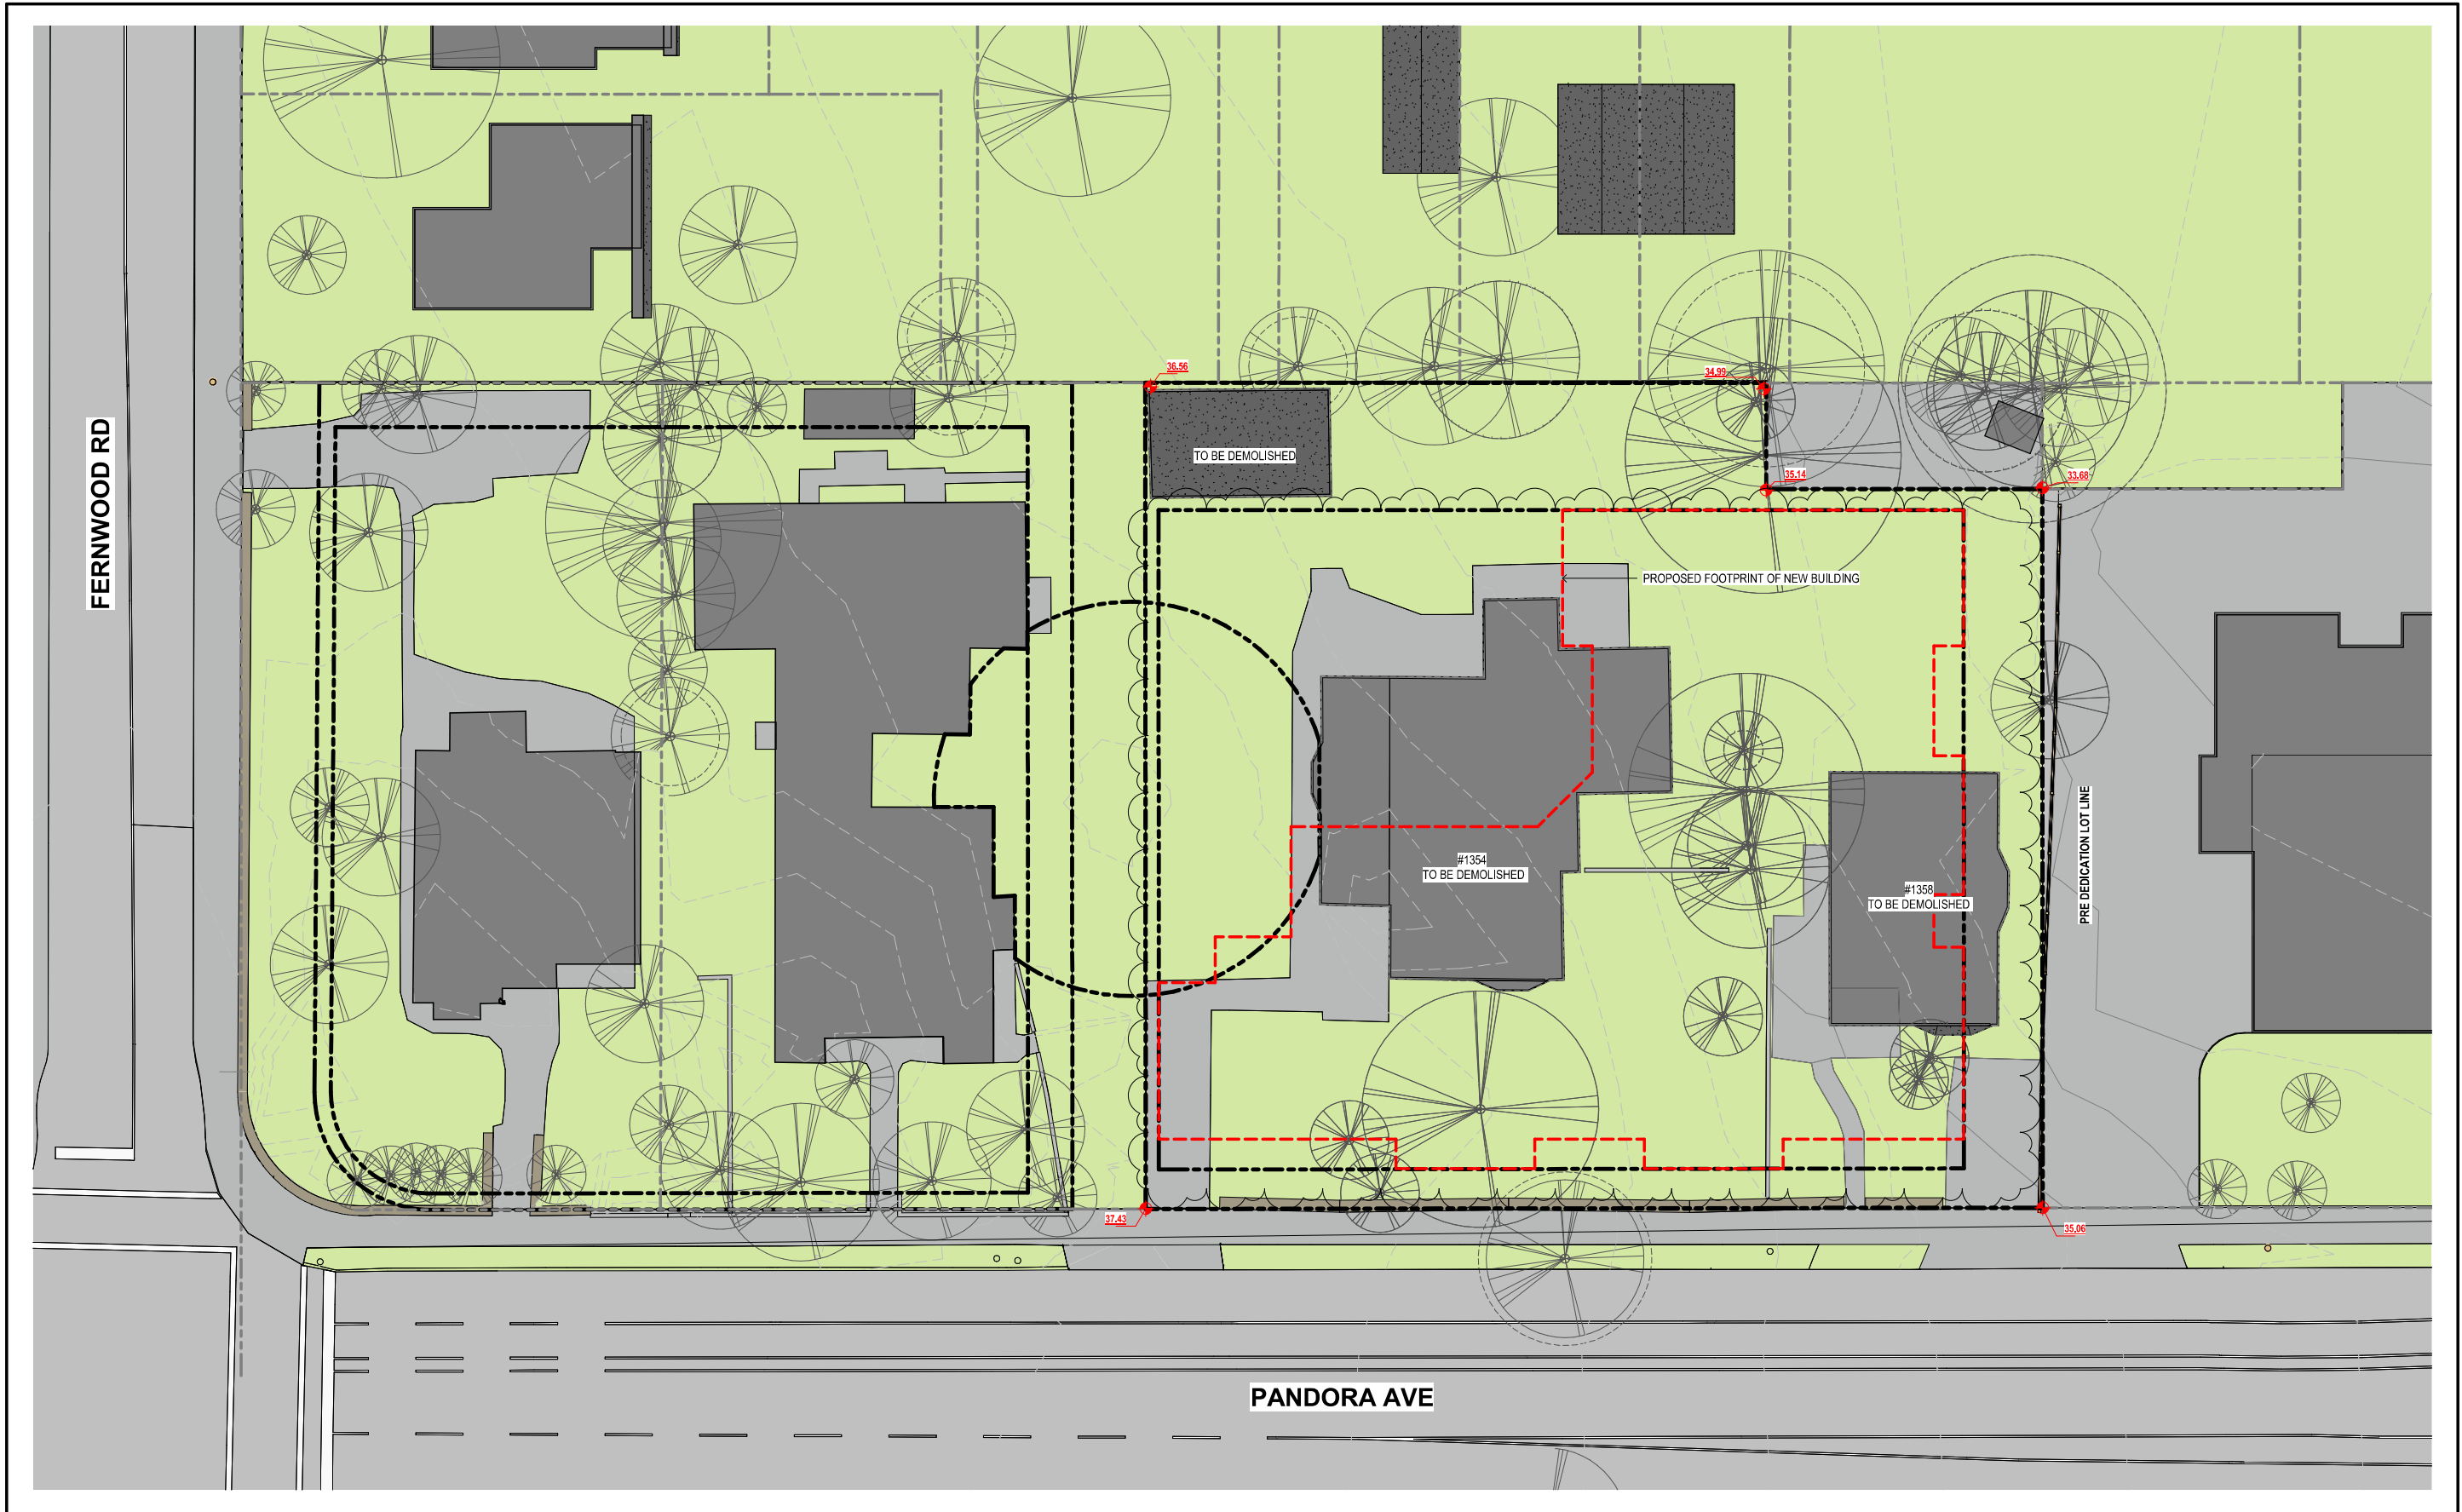 36.56
34.99
FERNWOOD RD
TO BE DEMOLISHED
35.14
33.68
PROPOSED FOOTPRINT OF NEW BUILDING
PRE DEDICATION LOT LINE
#1354
TO BE DEMOLISHED
#1358
TO BE DEMOLISHED
37.43
35.06
PANDORA AVE